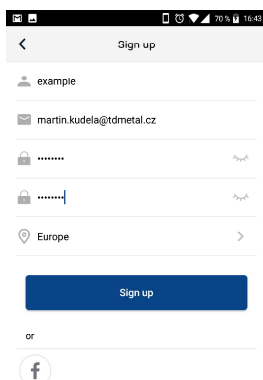 70 % 16:43
Sign up
example
martin.kudela@tdmetal.cz
••••••••
••••••••
Europe
Sign up
or
f